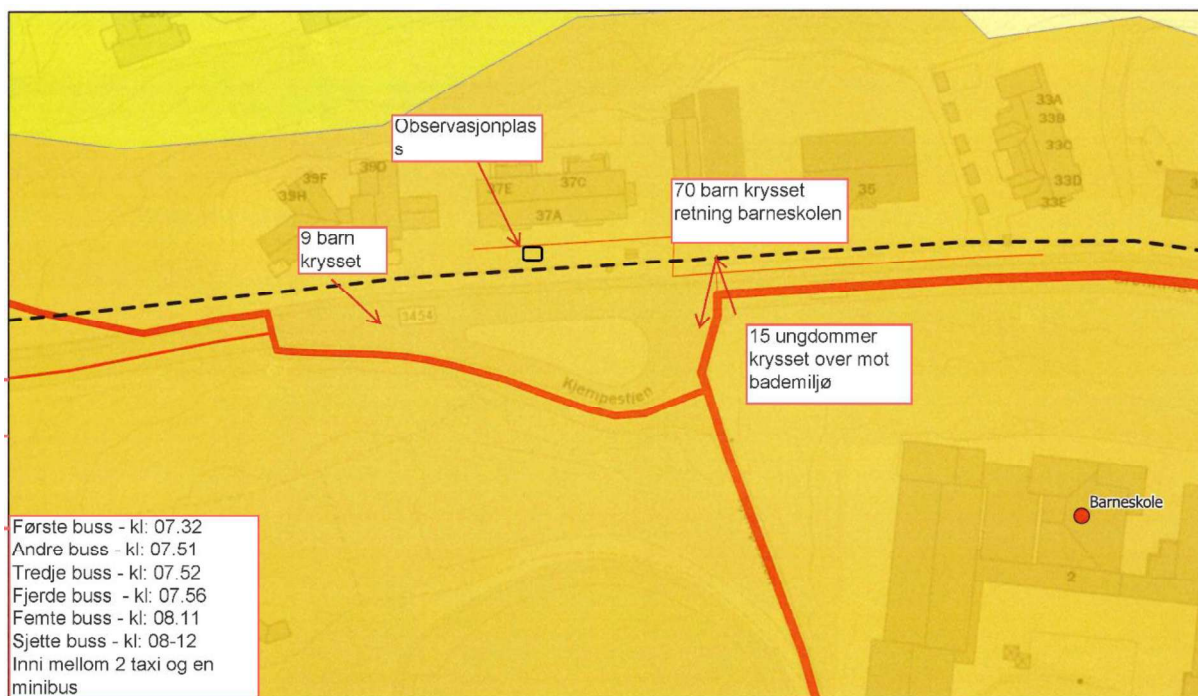 Observasjonplas
s
39F
39D
39H
37E
37C
37A
35
33A
33B
33C
33D
33E
70 barn krysset
retning barneskolen
9 barn
krysset
3454
15 ungdommer
krysset over mot
bademiljø
Kjempestien
Barneskole
2
Første buss - kl: 07.32
Andre buss - kl: 07.51
Tredje buss - kl: 07.52
Fjerde buss - kl: 07.56
Femte buss - kl: 08.11
Sjette buss - kl: 08-12
Inni mellom 2 taxi og en
minibus